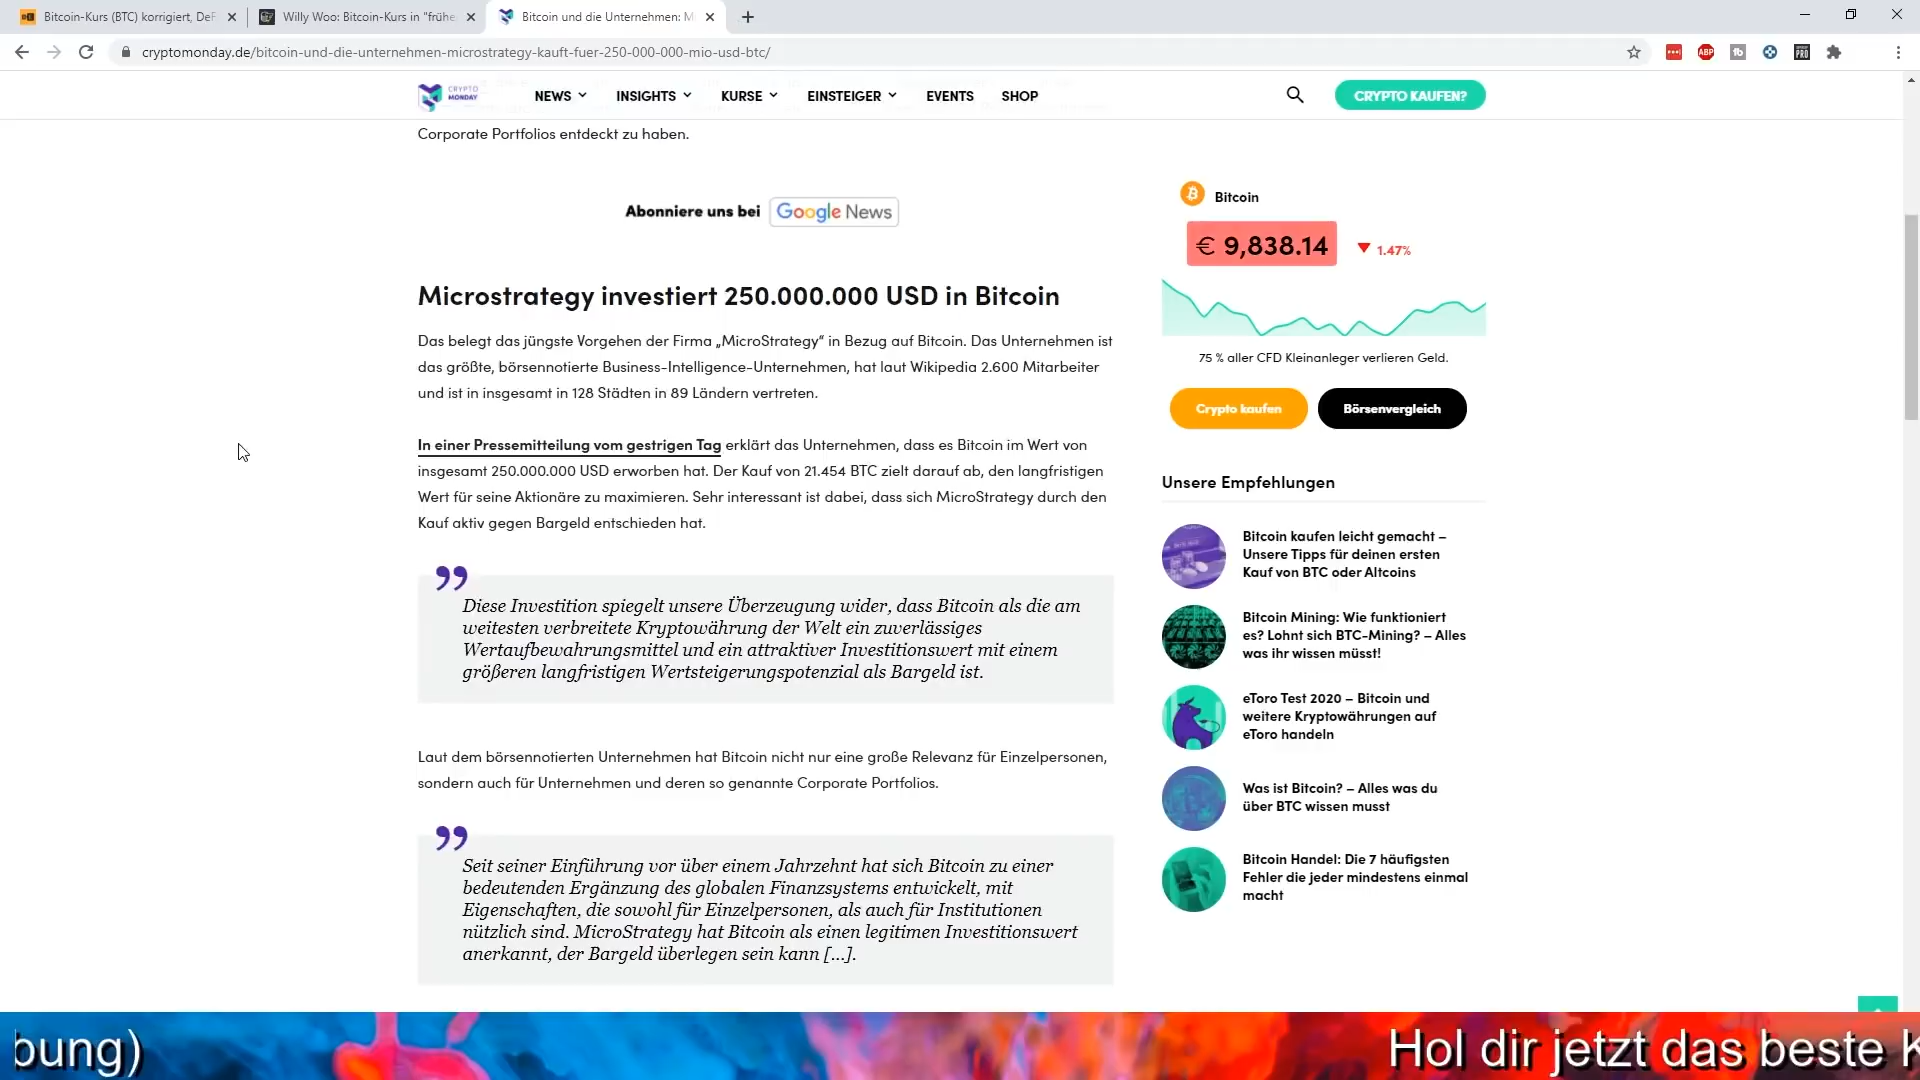 Bitcoin-Kurs (BTC) korrigiert, DeF
Willy Woo: Bitcoin-Kurs in "frühe
Bitcoin und die Unternehmen: M
cryptomonday.de/bitcoin-und-die-unternehmen-microstrategy-kauft-fuer-250-000-000-mio-usd-btc/
ABP
PRO
CRYPTO
MONDAY
NEWS
INSIGHTS
KURSE
EINSTEIGER
EVENTS
SHOP
CRYPTO KAUFEN?
Corporate Portfolios entdeckt zu haben.
Abonniere uns bei Google News
Microstrategy investiert 250.000.000 USD in Bitcoin
Das belegt das jüngste Vorgehen der Firma „MicroStrategy“ in Bezug auf Bitcoin. Das Unternehmen ist
das größte, börsennotierte Business-Intelligence-Unternehmen, hat laut Wikipedia 2.600 Mitarbeiter
und ist in insgesamt in 128 Städten in 89 Ländern vertreten.
In einer Pressemitteilung vom gestrigen Tag erklärt das Unternehmen, dass es Bitcoin im Wert von
insgesamt 250.000.000 USD erworben hat. Der Kauf von 21.454 BTC zielt darauf ab, den langfristigen
Wert für seine Aktionäre zu maximieren. Sehr interessant ist dabei, dass sich MicroStrategy durch den
Kauf aktiv gegen Bargeld entschieden hat.
Diese Investition spiegelt unsere Überzeugung wider, dass Bitcoin als die am
weitesten verbreitete Kryptowährung der Welt ein zuverlässiges
Wertaufbewahrungsmittel und ein attraktiver Investitionswert mit einem
größeren langfristigen Wertsteigerungspotenzial als Bargeld ist.
Laut dem börsennotierten Unternehmen hat Bitcoin nicht nur eine große Relevanz für Einzelpersonen,
sondern auch für Unternehmen und deren so genannte Corporate Portfolios.
Seit seiner Einführung vor über einem Jahrzehnt hat sich Bitcoin zu einer
bedeutenden Ergänzung des globalen Finanzsystems entwickelt, mit
Eigenschaften, die sowohl für Einzelpersonen, als auch für Institutionen
nützlich sind. MicroStrategy hat Bitcoin als einen legitimen Investitionswert
anerkannt, der Bargeld überlegen sein kann [...].
Bitcoin
€ 9,838.14
1.47%
75 % aller CFD Kleinanleger verlieren Geld.
Crypto kaufen
Börsenvergleich
Unsere Empfehlungen
Bitcoin kaufen leicht gemacht –
Unsere Tipps für deinen ersten
Kauf von BTC oder Altcoins
Bitcoin Mining: Wie funktioniert
es? Lohnt sich BTC-Mining? – Alles
was ihr wissen müsst!
eToro Test 2020 – Bitcoin und
weitere Kryptowährungen auf
eToro handeln
Was ist Bitcoin? – Alles was du
über BTC wissen musst
Bitcoin Handel: Die 7 häufigsten
Fehler die jeder mindestens einmal
macht
bung)
Hol dir jetzt das beste K